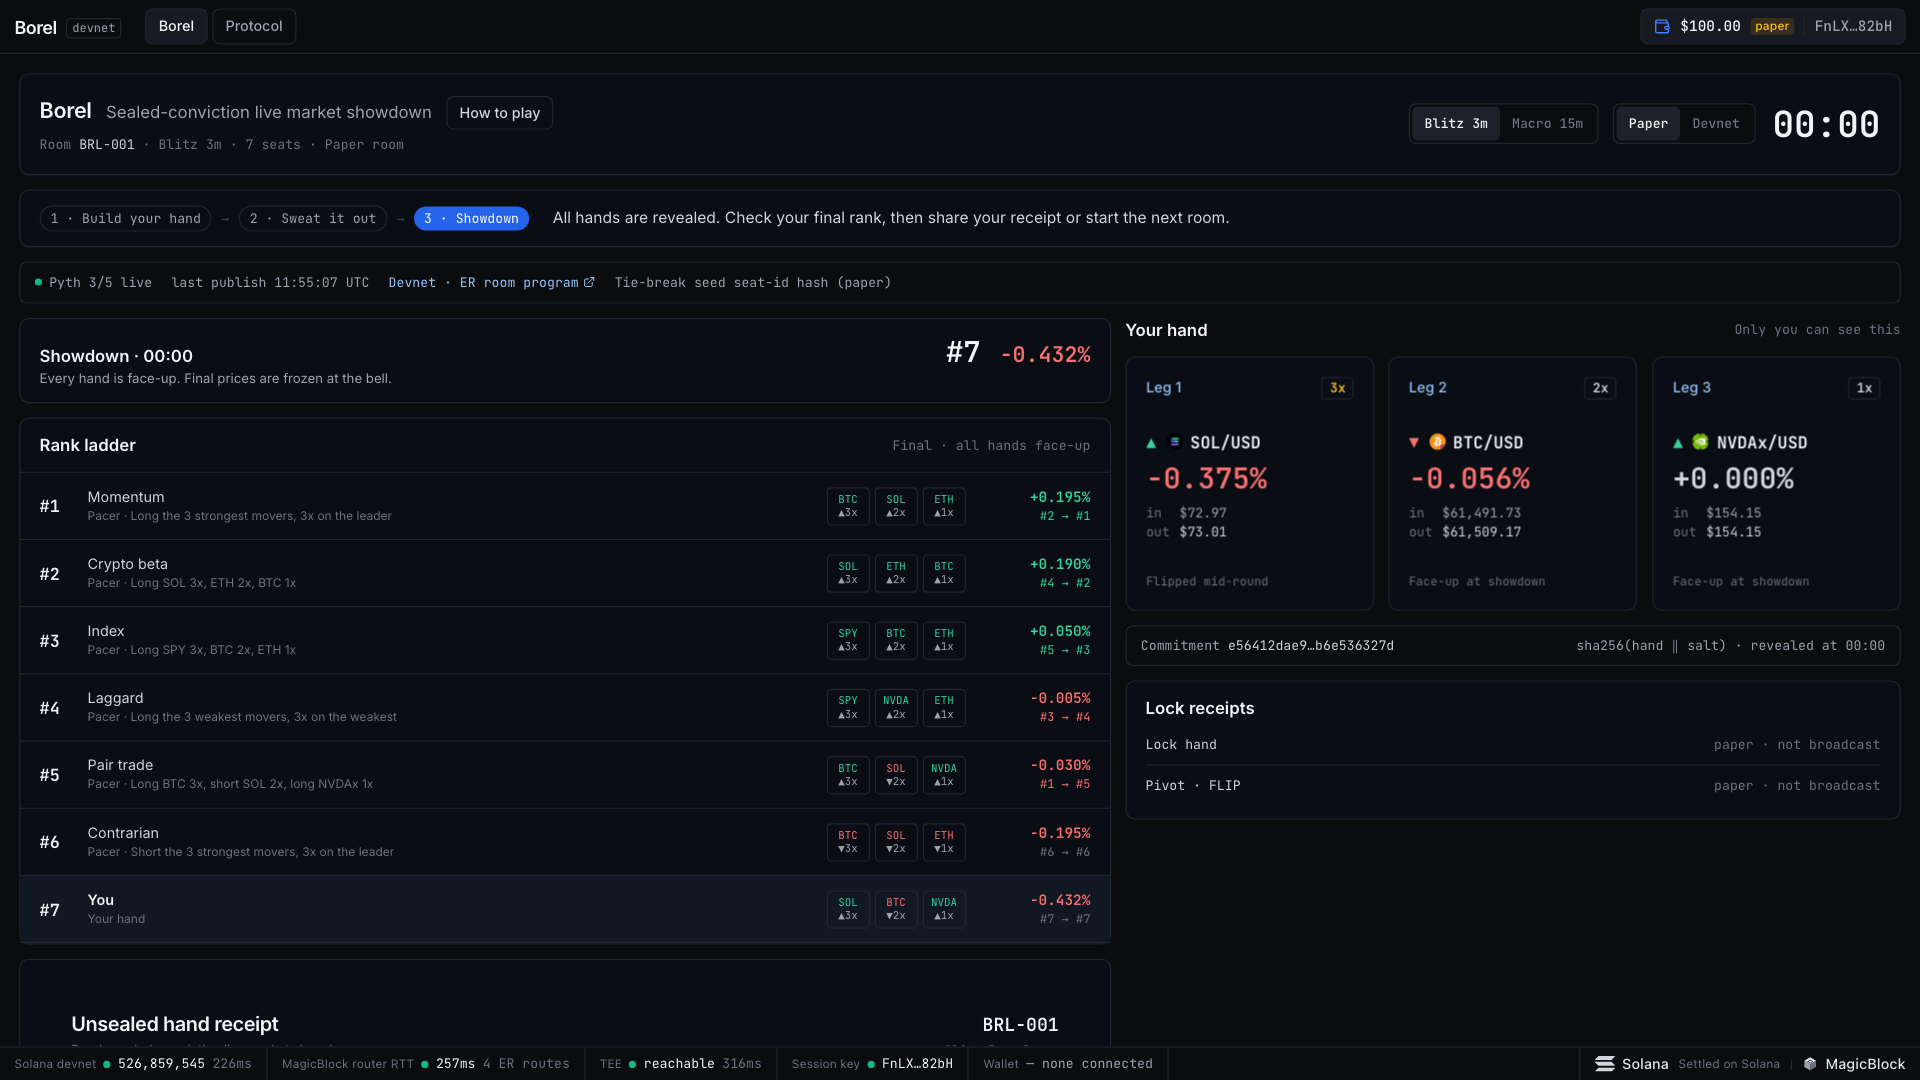 Borel devnet Borel Protocol $100.00 paper FnLX…82bH
Borel Sealed-conviction live market showdown How to play
Room BRL-001 · Blitz 3m · 7 seats · Paper room
Blitz 3m Macro 15m Paper Devnet 00:00
1 · Build your hand → 2 · Sweat it out → 3 · Showdown All hands are revealed. Check your final rank, then share your receipt or start the next room.
Pyth 3/5 live last publish 11:55:07 UTC Devnet · ER room program Tie-break seed seat-id hash (paper)
Showdown · 00:00 #7 -0.432%
Every hand is face-up. Final prices are frozen at the bell.
Rank ladder Final · all hands face-up
#1 Momentum BTC ▲3x SOL ▲2x ETH ▲1x +0.195%
Pacer · Long the 3 strongest movers, 3x on the leader #2 → #1
#2 Crypto beta SOL ▲3x ETH ▲2x BTC ▲1x +0.190%
Pacer · Long SOL 3x, ETH 2x, BTC 1x #4 → #2
#3 Index SPY ▲3x BTC ▲2x ETH ▲1x +0.050%
Pacer · Long SPY 3x, BTC 2x, ETH 1x #5 → #3
#4 Laggard SPY ▲3x NVDA ▲2x ETH ▲1x -0.005%
Pacer · Long the 3 weakest movers, 3x on the weakest #3 → #4
#5 Pair trade BTC ▲3x SOL ▼2x NVDA ▲1x -0.030%
Pacer · Long BTC 3x, short SOL 2x, long NVDAx 1x #1 → #5
#6 Contrarian BTC ▼3x SOL ▼2x ETH ▼1x -0.195%
Pacer · Short the 3 strongest movers, 3x on the leader #6 → #6
#7 You SOL ▲3x BTC ▼2x NVDA ▲1x -0.432%
Your hand #7 → #7
Unsealed hand receipt BRL-001
Your hand Only you can see this
Leg 1 3x
▲ SOL/USD
-0.375%
in $72.97
out $73.01
Flipped mid-round
Leg 2 2x
▼ BTC/USD
-0.056%
in $61,491.73
out $61,509.17
Face-up at showdown
Leg 3 1x
▲ NVDAx/USD
+0.000%
in $154.15
out $154.15
Face-up at showdown
Commitment e56412dae9…b6e536327d sha256(hand ‖ salt) · revealed at 00:00
Lock receipts
Lock hand paper · not broadcast
Pivot · FLIP paper · not broadcast
Solana devnet 526,859,545 226ms MagicBlock router RTT 257ms 4 ER routes TEE reachable 316ms Session key FnLX…82bH Wallet — none connected Solana Settled on Solana | MagicBlock